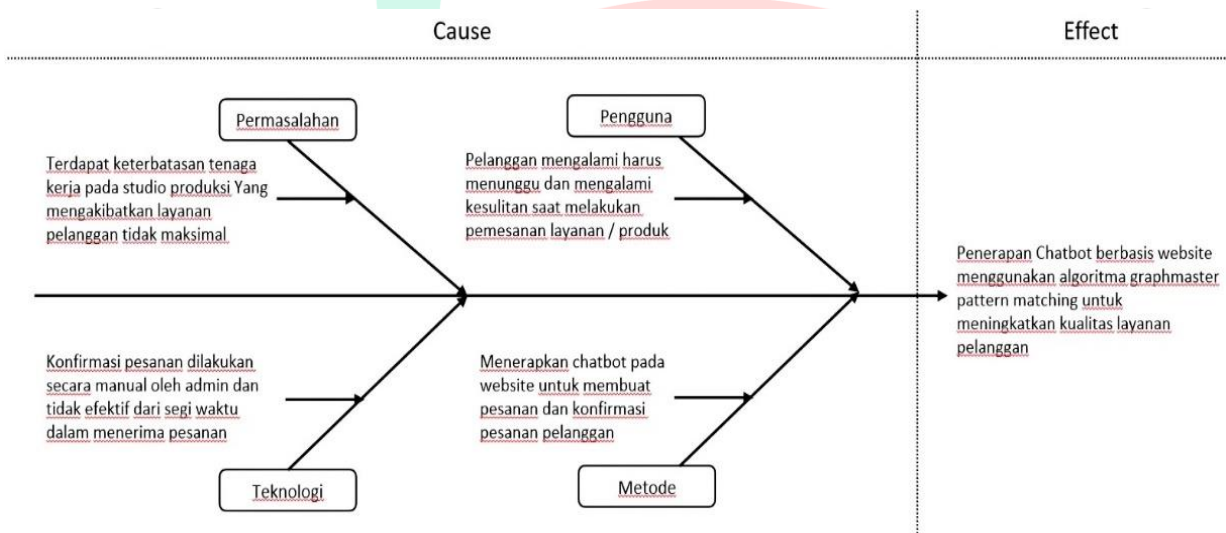 Cause
Effect
Permasalahan
Terdapat keterbatasan tenaga
kerja pada studio produksi Yang
mengakibatkan layanan
pelanggan tidak maksimal
Pengguna
Pelanggan mengalami harus
menunggu dan mengalami
kesulitan saat melakukan
pemesanan layanan / produk
Penerapan Chatbot berbasis website
menggunakan algoritma graphmaster
pattern matching untuk
meningkatkan kualitas layanan
pelanggan
Konfirmasi pesanan dilakukan
secara manual oleh admin dan
tidak efektif dari segi waktu
dalam menerima pesanan
Teknologi
Menerapkan chatbot pada
website untuk membuat
pesanan dan konfirmasi
pesanan pelanggan
Metode